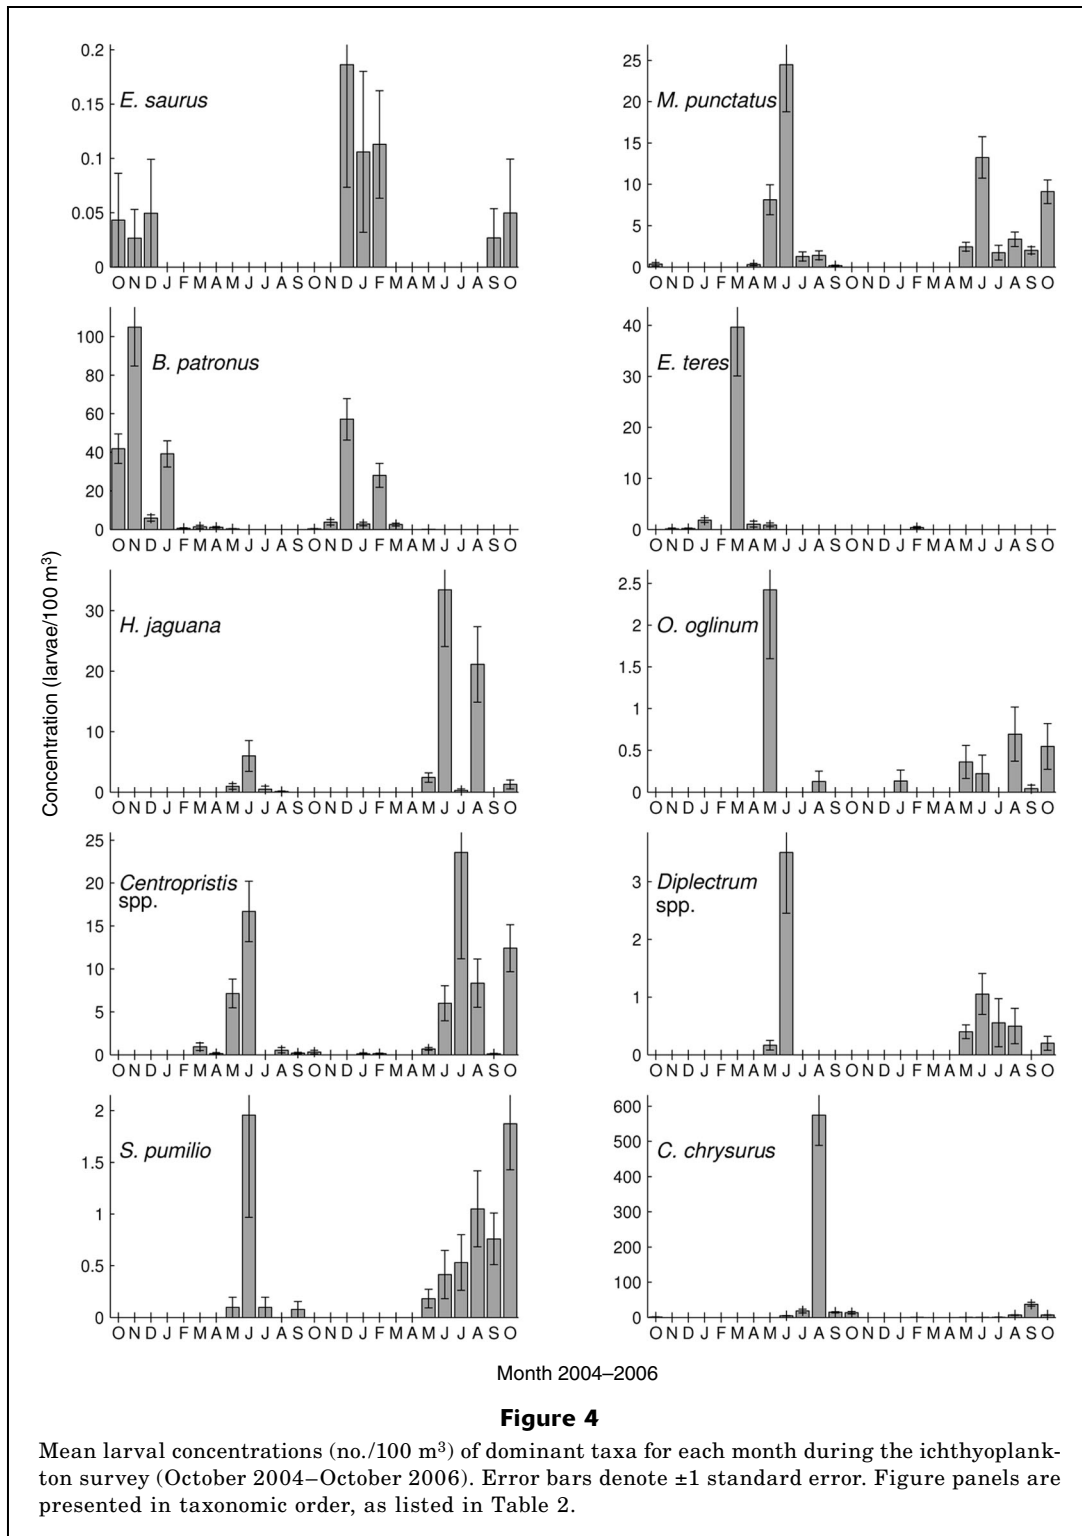 0.2
0.15
0.1
0.05
0
E. saurus
O N D J F M A M J J A S O N D J F M A M J J A S O
25
20
15
10
5
0
M. punctatus
O N D J F M A M J J A S O N D J F M A M J J A S O
100
80
60
40
20
0
B. patronus
O N D J F M A M J J A S O N D J F M A M J J A S O
40
30
20
10
0
E. teres
O N D J F M A M J J A S O N D J F M A M J J A S O
Concentration (larvae/100 m³)
30
20
10
0
H. jaguana
O N D J F M A M J J A S O N D J F M A M J J A S O
2.5
2
1.5
1
0.5
0
O. oglinum
O N D J F M A M J J A S O N D J F M A M J J A S O
25
20
15
10
5
0
Centropristis
spp.
O N D J F M A M J J A S O N D J F M A M J J A S O
3
2
1
0
Diplectrum
spp.
O N D J F M A M J J A S O N D J F M A M J J A S O
2
1.5
1
0.5
0
S. pumilio
O N D J F M A M J J A S O N D J F M A M J J A S O
600
500
400
300
200
100
0
C. chrysurus
O N D J F M A M J J A S O N D J F M A M J J A S O
Month 2004–2006
Figure 4
Mean larval concentrations (no./100 m³) of dominant taxa for each month during the ichthyoplank-
ton survey (October 2004–October 2006). Error bars denote ±1 standard error. Figure panels are
presented in taxonomic order, as listed in Table 2.